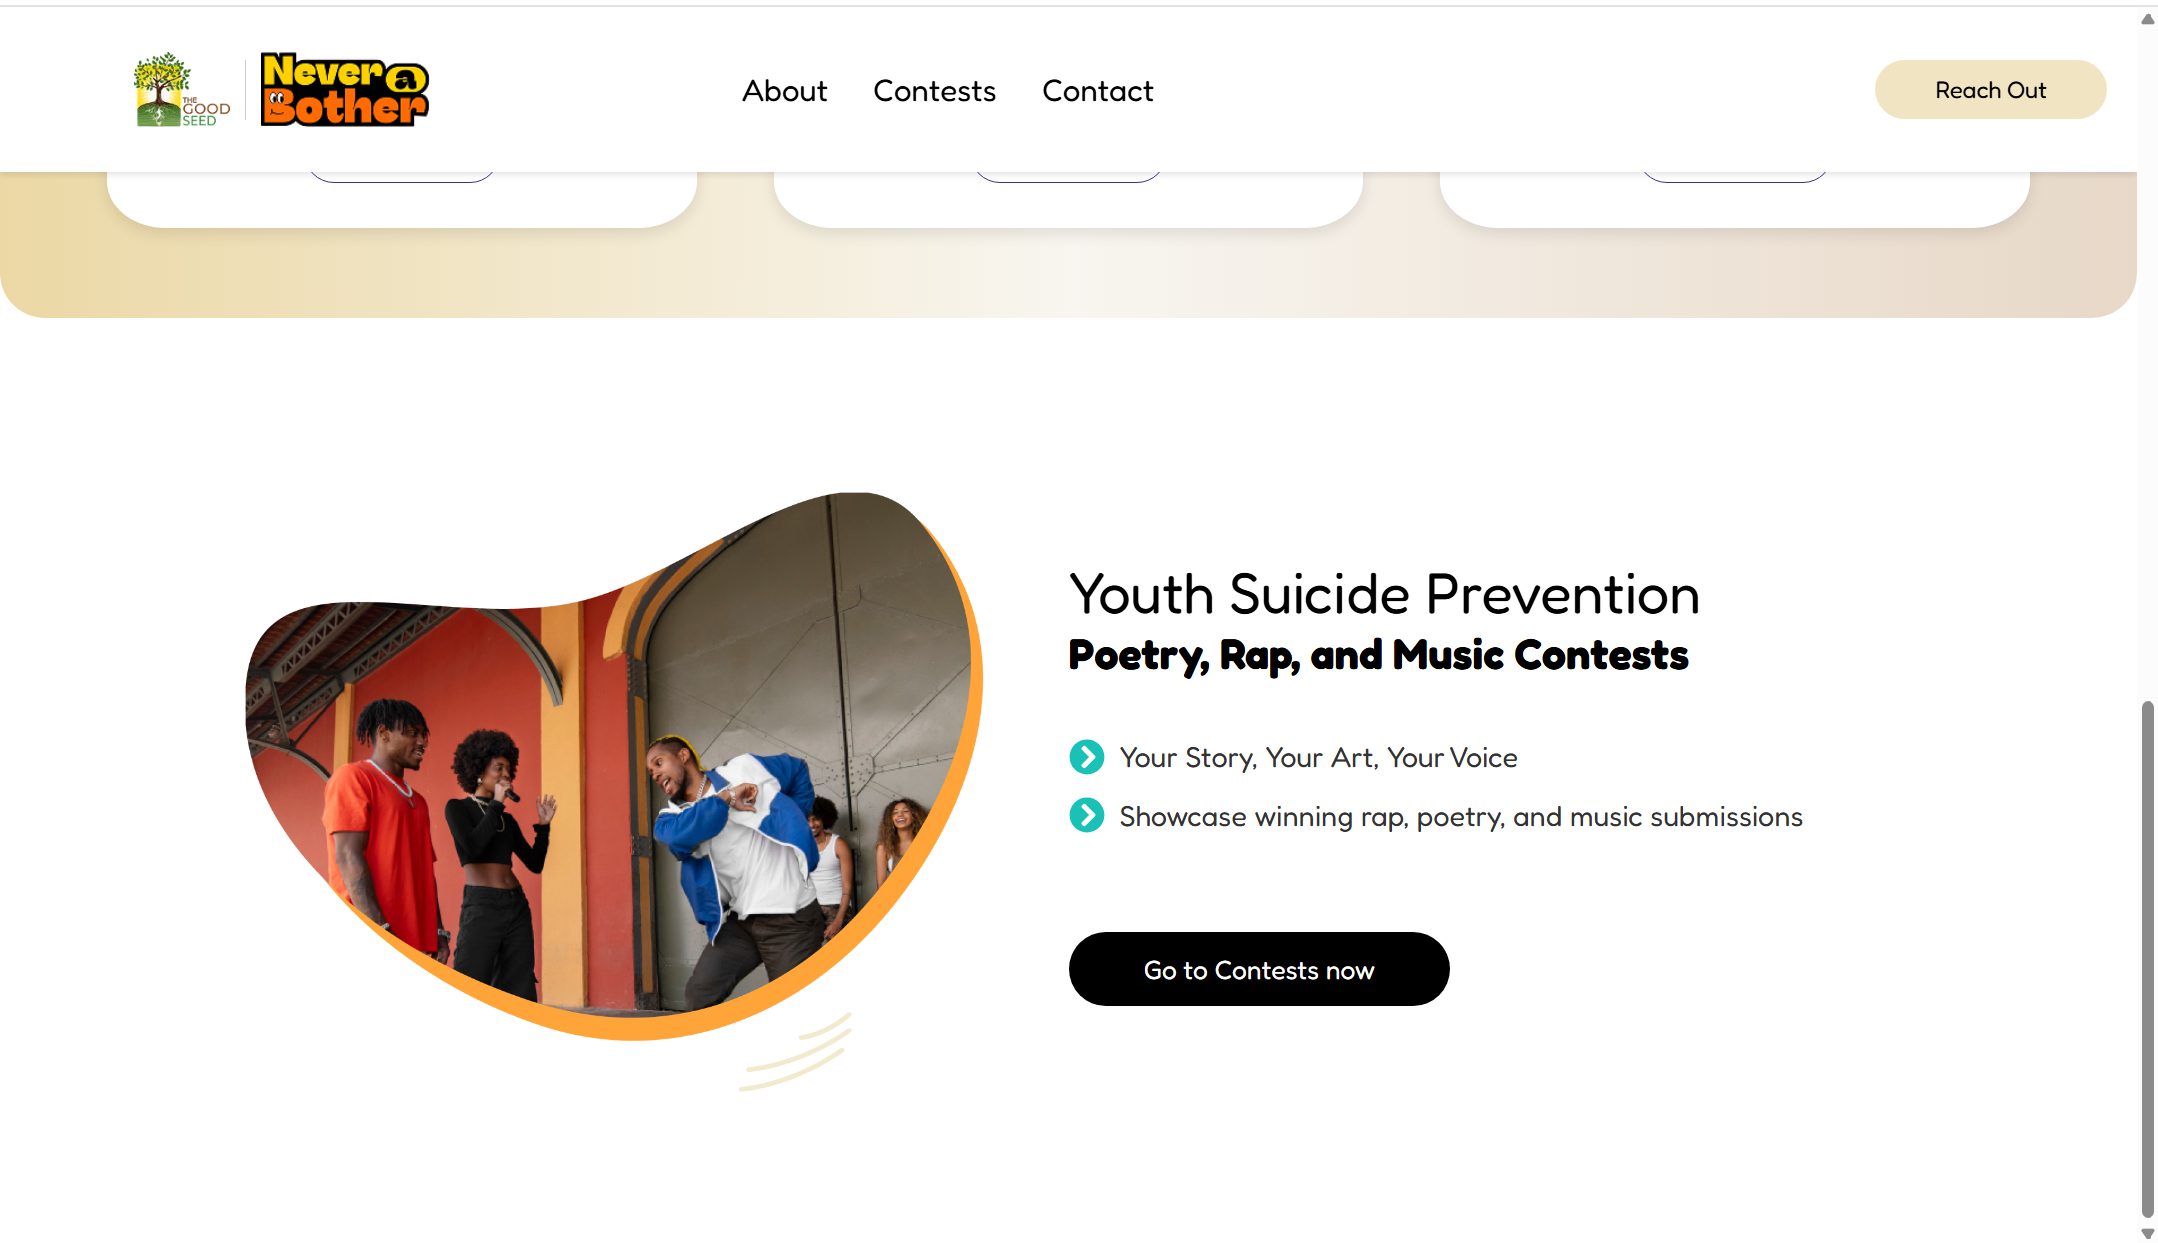 THE
GOOD
SEED
Never a
Bother
About
Contests
Contact
Reach Out
Youth Suicide Prevention
Poetry, Rap, and Music Contests
Your Story, Your Art, Your Voice
Showcase winning rap, poetry, and music submissions
Go to Contests now